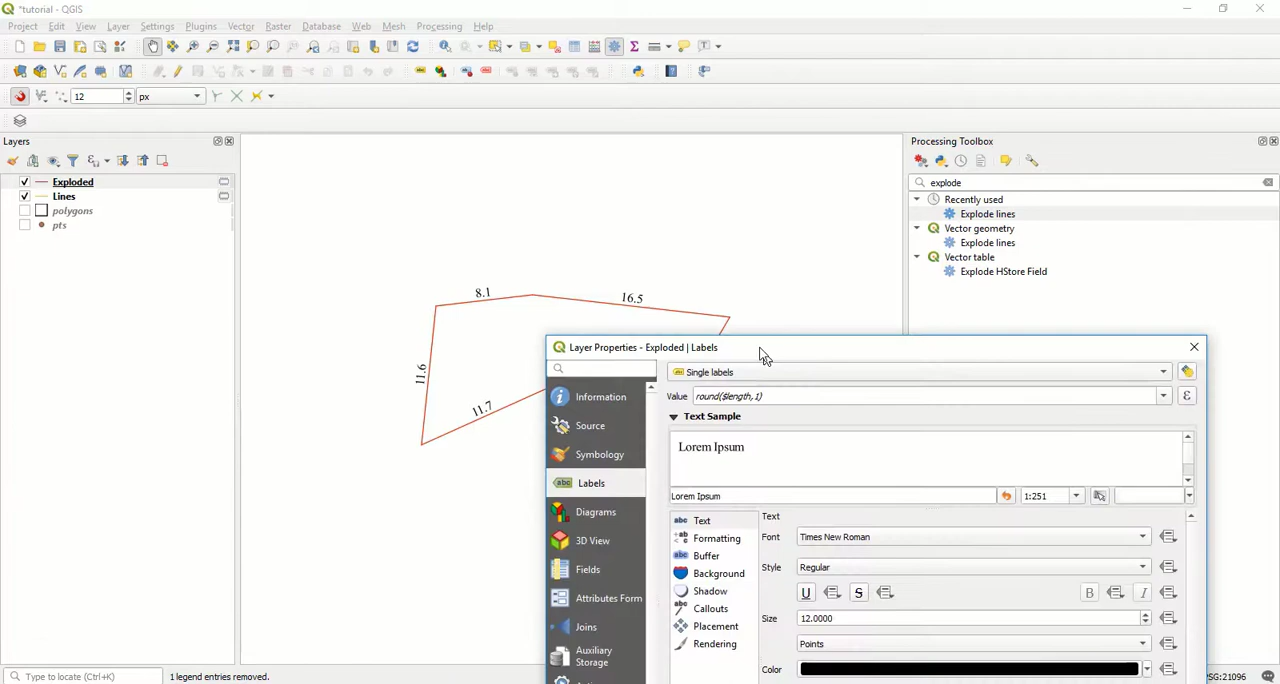 *tutorial - QGIS
Project Edit View Layer Settings Plugins Vector Raster Database Web Mesh Processing Help
12 px
Layers
Exploded
Lines
polygons
pts
8.1
16.5
11.6
11.7
Processing Toolbox
explode
Recently used
Explode lines
Vector geometry
Explode lines
Vector table
Explode HStore Field
Layer Properties - Exploded | Labels
Information
Source
Symbology
abc Labels
Diagrams
3D View
Fields
Attributes Form
Joins
Auxiliary
Storage
Single labels
Value round($length,1) ε
Text Sample
Lorem Ipsum
Lorem Ipsum 1:251
abc Text
Formatting
abc Buffer
Background
Shadow
Callouts
Placement
Rendering
Text
Font Times New Roman
Style Regular
U S B I
Size 12.0000
Points
Color
Type to locate (Ctrl+K) 1 legend entries removed. PSG:21096